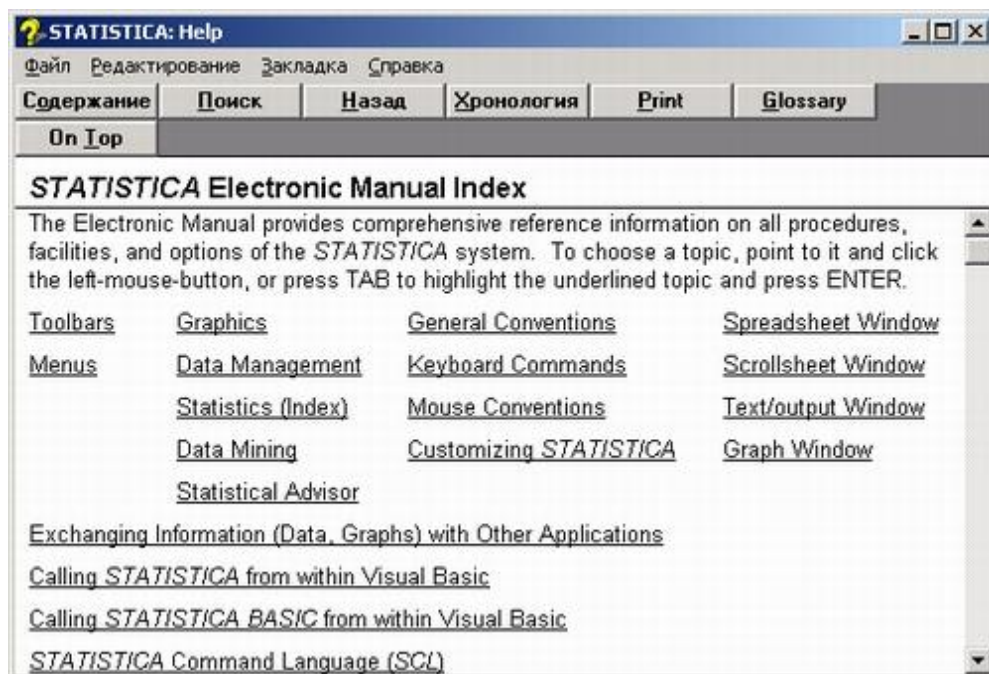 STATISTICA: Help
Файл Редактирование Закладка Справка
Содержание Поиск Назад Хронология Print Glossary
On Top
STATISTICA Electronic Manual Index
The Electronic Manual provides comprehensive reference information on all procedures,
facilities, and options of the STATISTICA system. To choose a topic, point to it and click
the left-mouse-button, or press TAB to highlight the underlined topic and press ENTER.
Toolbars Graphics General Conventions Spreadsheet Window
Menus Data Management Keyboard Commands Scrollsheet Window
Statistics (Index) Mouse Conventions Text/output Window
Data Mining Customizing STATISTICA Graph Window
Statistical Advisor
Exchanging Information (Data, Graphs) with Other Applications
Calling STATISTICA from within Visual Basic
Calling STATISTICA BASIC from within Visual Basic
STATISTICA Command Language (SCL)